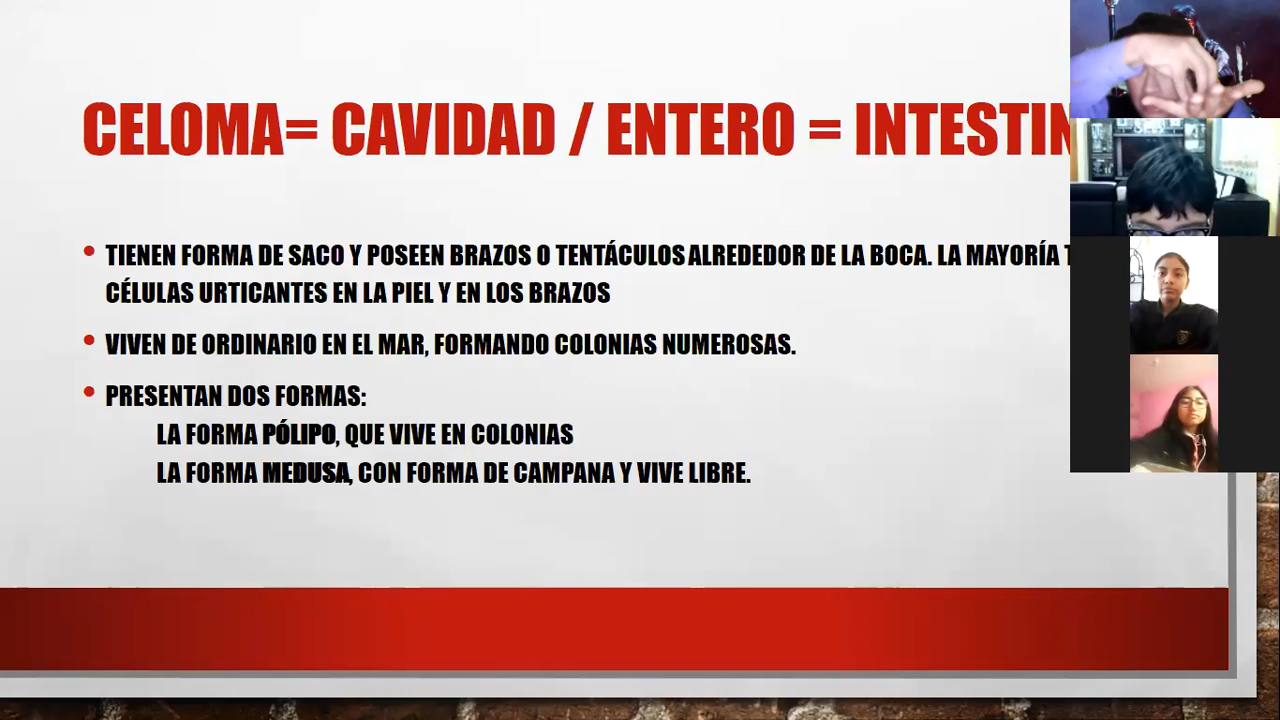 CELOMA= CAVIDAD / ENTERO = INTESTIN
• TIENEN FORMA DE SACO Y POSEEN BRAZOS O TENTÁCULOS ALREDEDOR DE LA BOCA. LA MAYORÍA
CÉLULAS URTICANTES EN LA PIEL Y EN LOS BRAZOS
• VIVEN DE ORDINARIO EN EL MAR, FORMANDO COLONIAS NUMEROSAS.
• PRESENTAN DOS FORMAS:
LA FORMA PÓLIPO, QUE VIVE EN COLONIAS
LA FORMA MEDUSA, CON FORMA DE CAMPANA Y VIVE LIBRE.